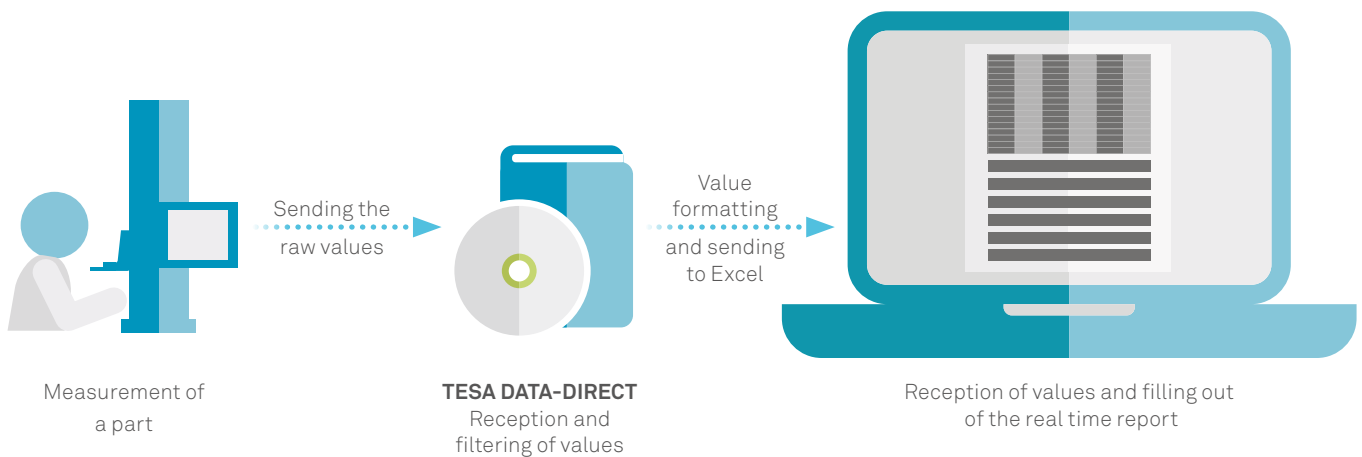 Sending the
raw values
Value
formatting
and sending
to Excel
Measurement of
a part
TESA DATA-DIRECT
Reception and
filtering of values
Reception of values and filling out
of the real time report